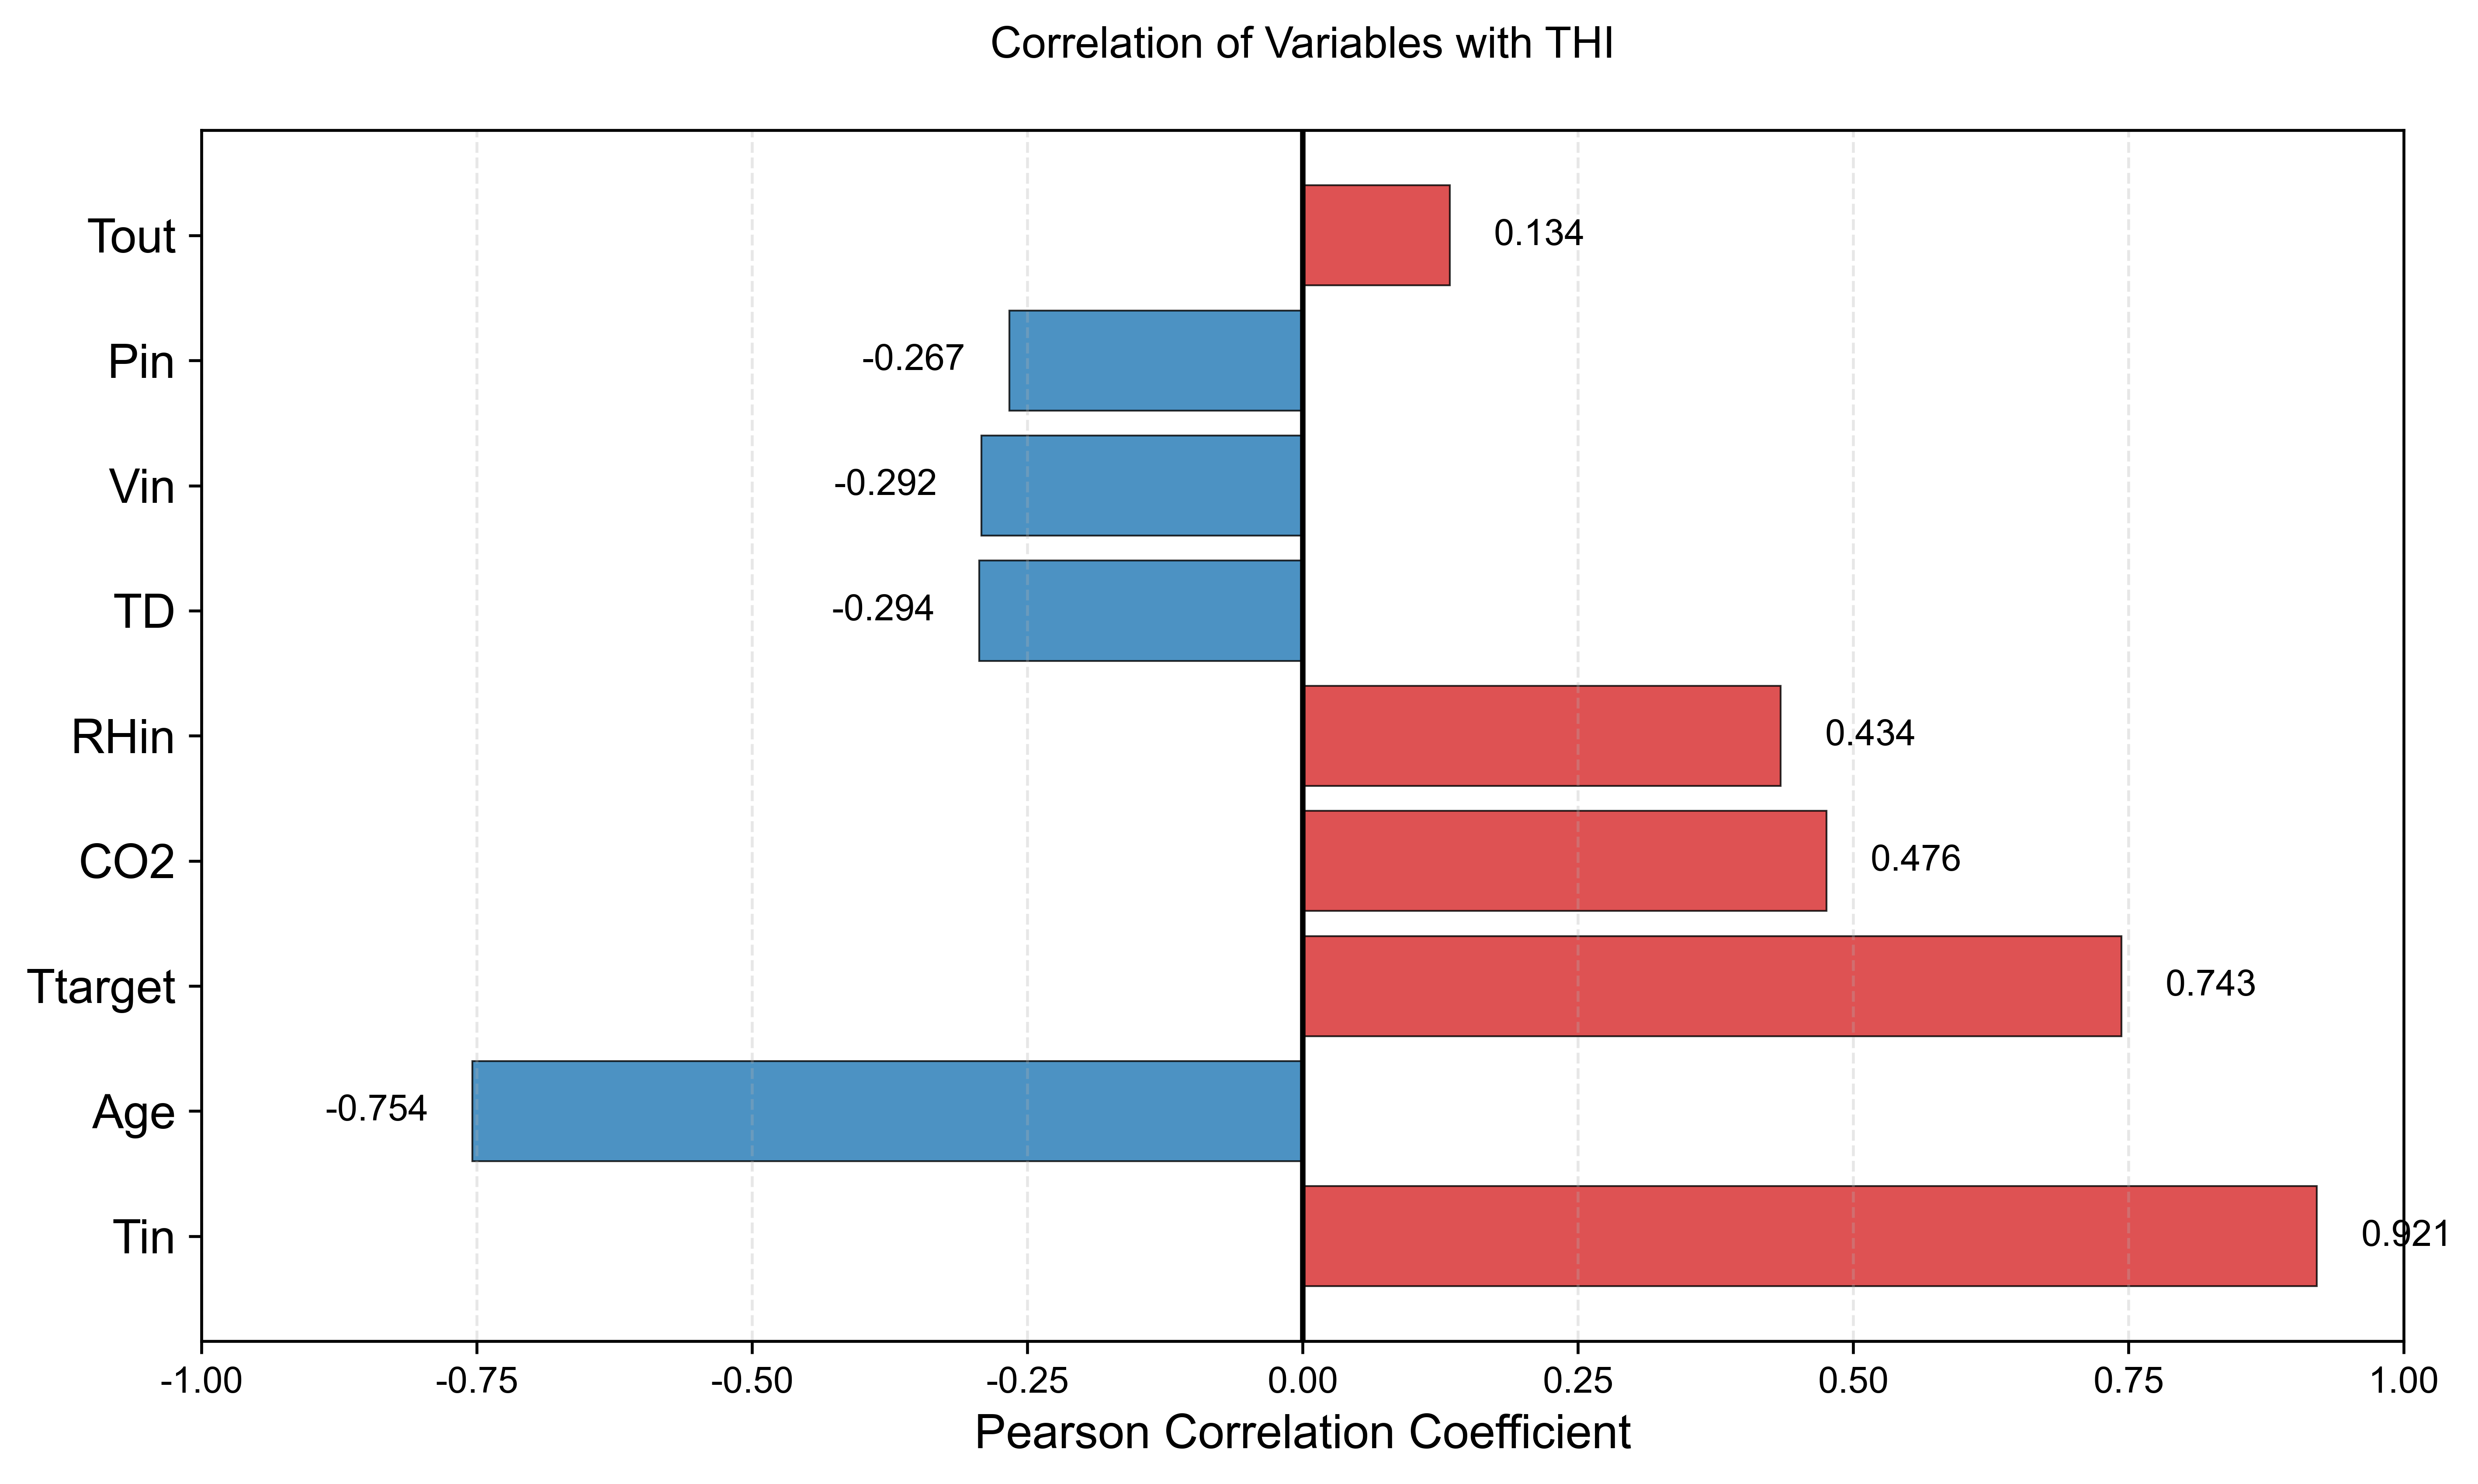 Correlation of Variables with THI
Tout 0.134
Pin -0.267
Vin -0.292
TD -0.294
RHin 0.434
CO2 0.476
Ttarget 0.743
Age -0.754
Tin 0.921
-1.00 -0.75 -0.50 -0.25 0.00 0.25 0.50 0.75 1.00
Pearson Correlation Coefficient